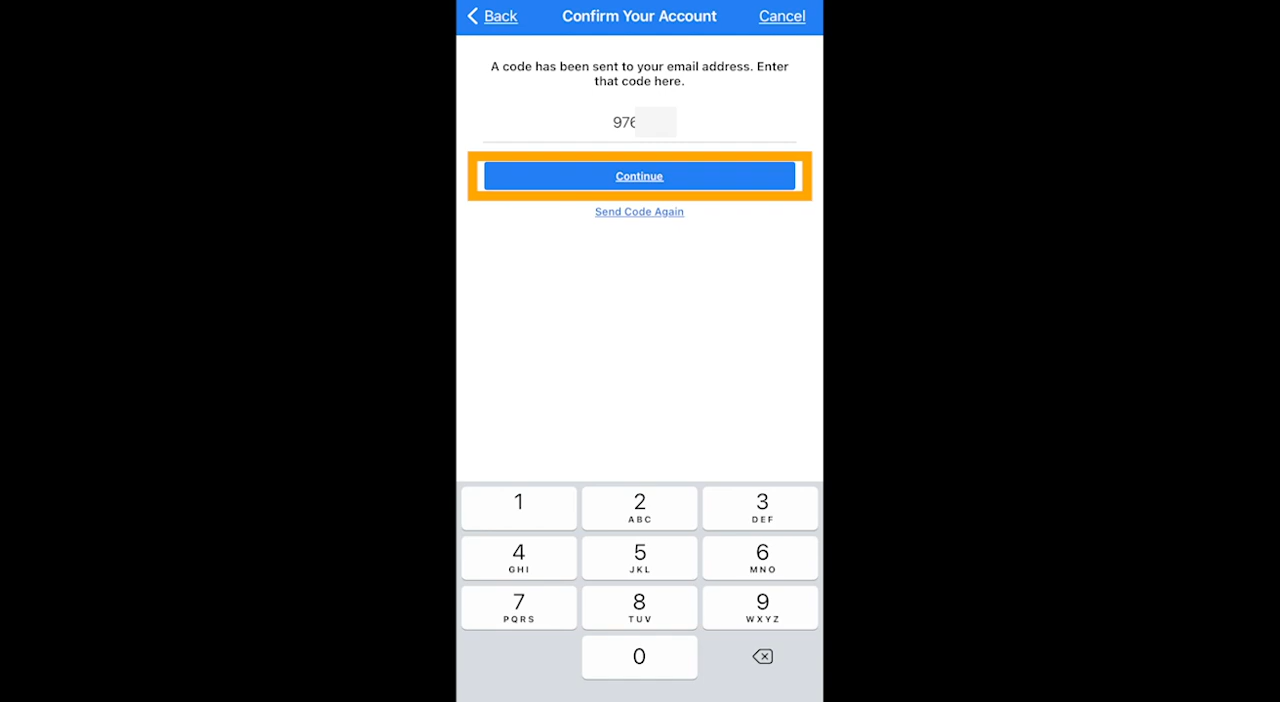 Back Confirm Your Account Cancel
A code has been sent to your email address. Enter
that code here.
976
Continue
Send Code Again
1 2 3
ABC DEF
4 5 6
GHI JKL MNO
7 8 9
PQRS TUV WXYZ
0